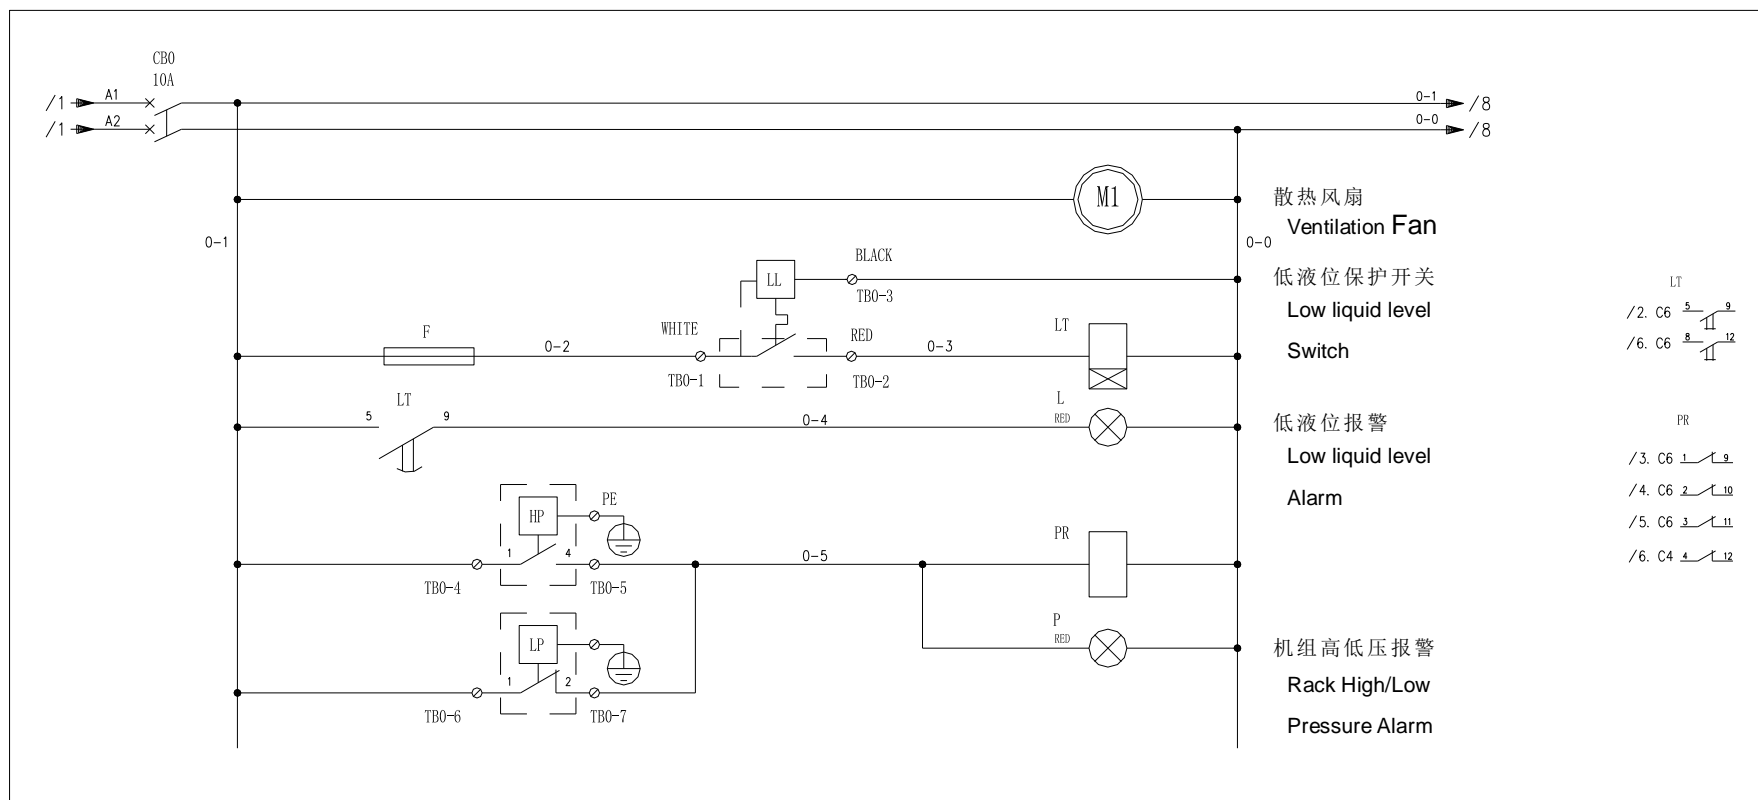 CB0
10A
/1 A1 0-1 /8
/1 A2 0-0 /8
M1
散热风扇
Ventilation Fan
0-1
0-0
BLACK
低液位保护开关
LL
TB0-3
Low liquid level
Switch
F
0-2
WHITE
RED
0-3
LT
TB0-1
TB0-2
LT
5
9
0-4
L
RED
低液位报警
Low liquid level
Alarm
HP
PE
1
4
TB0-4
TB0-5
0-5
PR
LP
1
2
TB0-6
TB0-7
P
RED
机组高低压报警
Rack High/Low
Pressure Alarm
LT
/2. C6 5 9
/6. C6 8 12
PR
/3. C6 1 9
/4. C6 2 10
/5. C6 3 11
/6. C4 4 12